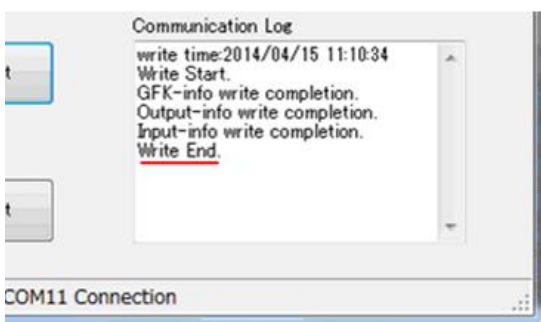 Communication Log
write time:2014/04/15 11:10:34
t
Write Start.
GFK-info write completion.
Output-info write completion.
Input-info write completion.
Write End.
t
COM11 Connection